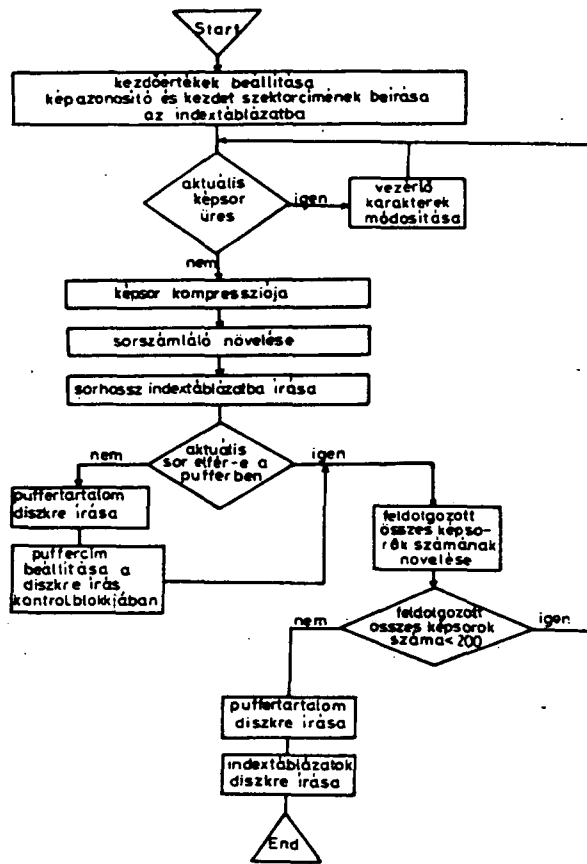 Start
kezdőértékek beállítása
képazonosító és kezdet szektorcímének beírása
az indextáblázatba
aktuális
képsor
üres
igen
vezérlő
karakterek
módosítása
nem
képsor kompressziója
sorszámláló növelése
sorhossz indextáblázatba írása
nem
aktuális
sor elfér-e a
pufferben
igen
puffertartalom
diszkre írása
puffercím
beállítása a
diszkre írás
kontrolblokkjában
feldolgozott
összes képso-
rok számának
növelése
nem
feldolgozott
összes képsorok
száma<200
igen
puffertartalom
diszkre írása
indextáblázatok
diszkre írása
End